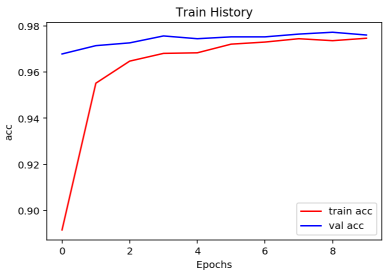 Train History
0.98
0.96
0.94
0.92
0.90
acc
0 2 4 6 8
Epochs
train acc
val acc